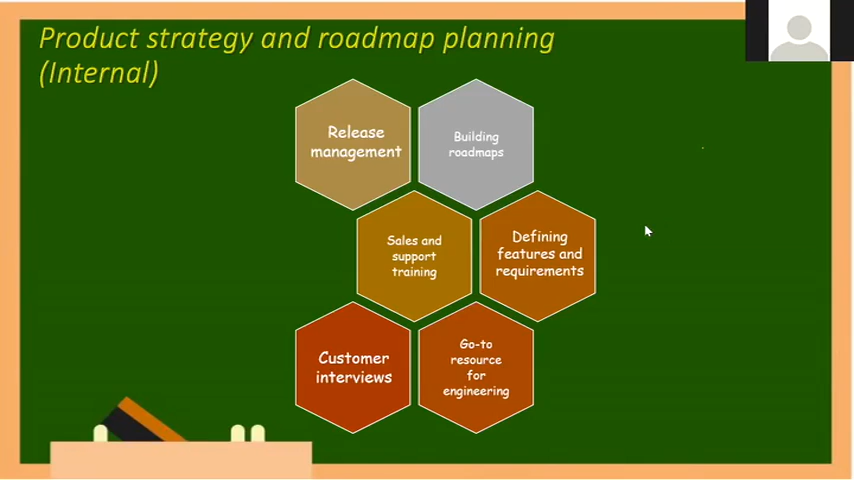 Product strategy and roadmap planning
(Internal)
Release
management
Building
roadmaps
Sales and
support
training
Defining
features and
requirements
Customer
interviews
Go-to
resource
for
engineering